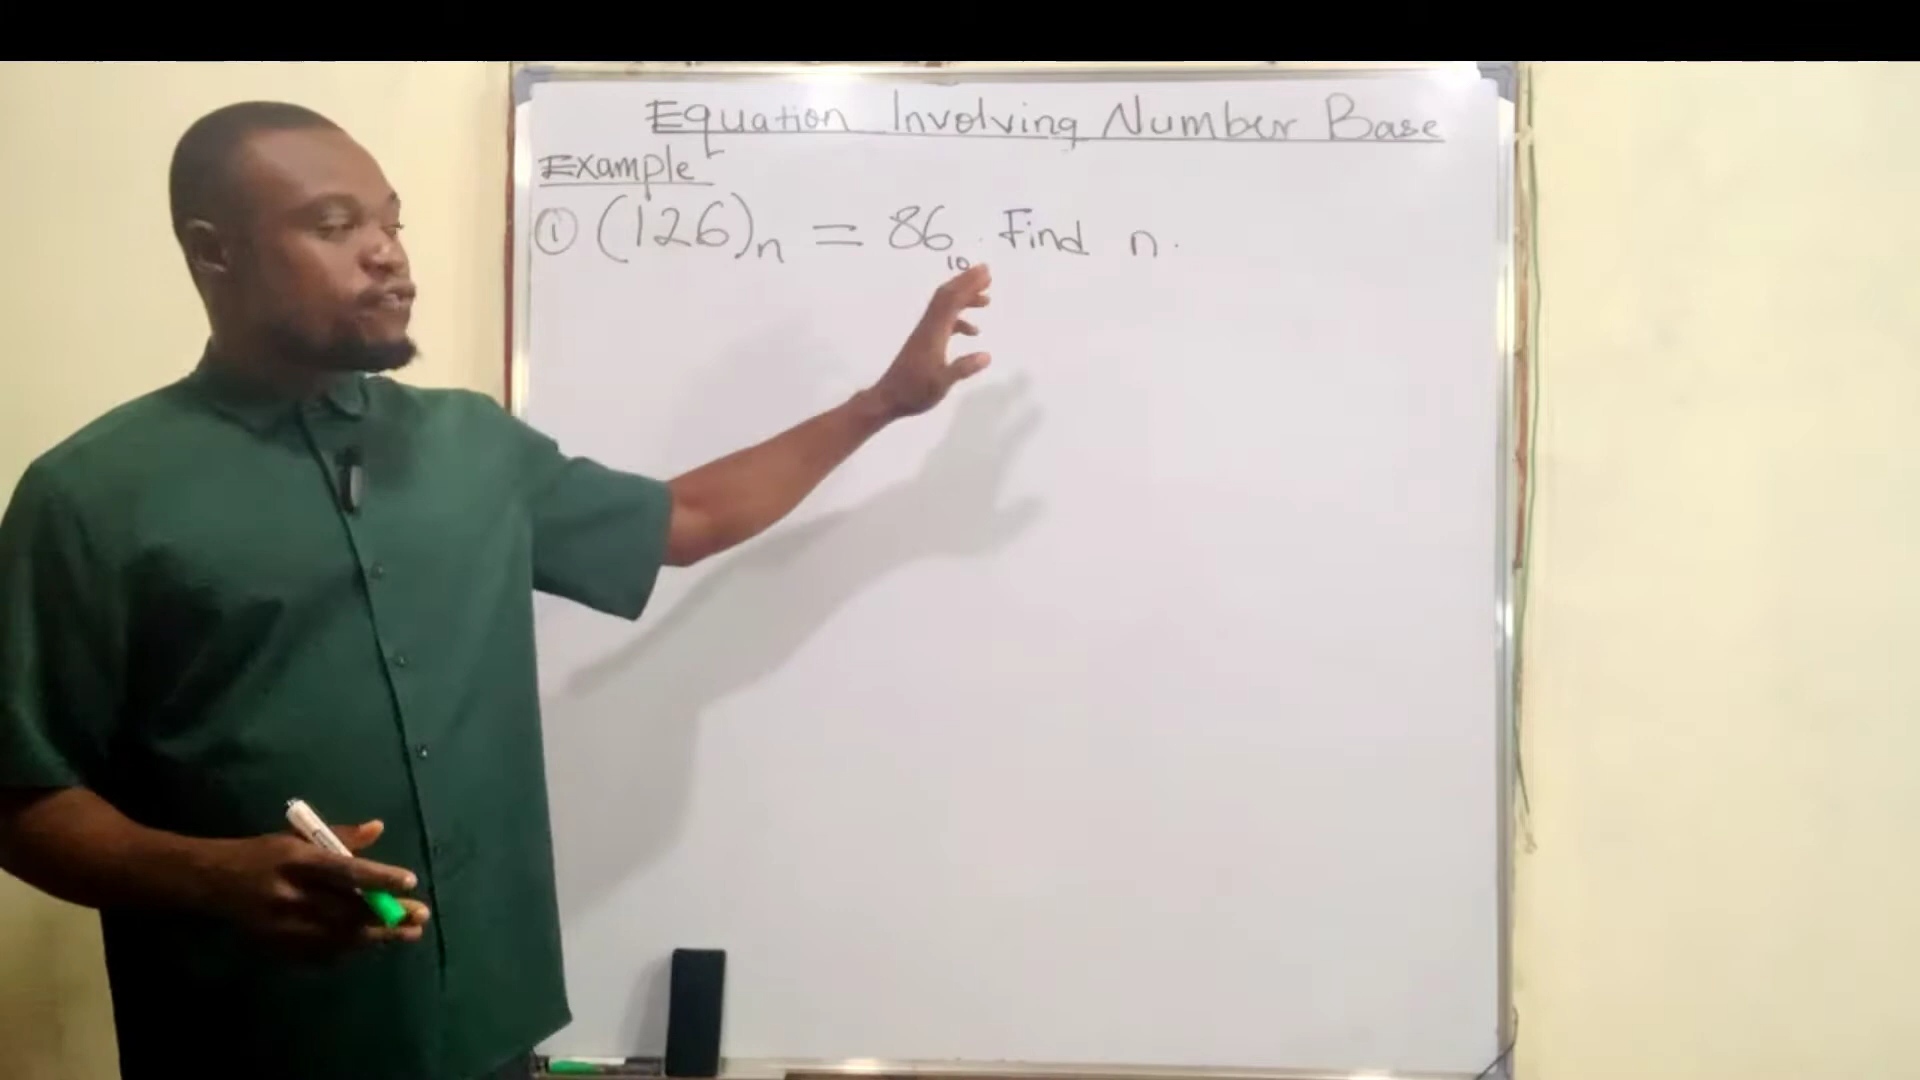 Equation Involving Number Base
Example
① (126)n = 86₁₀. Find n.